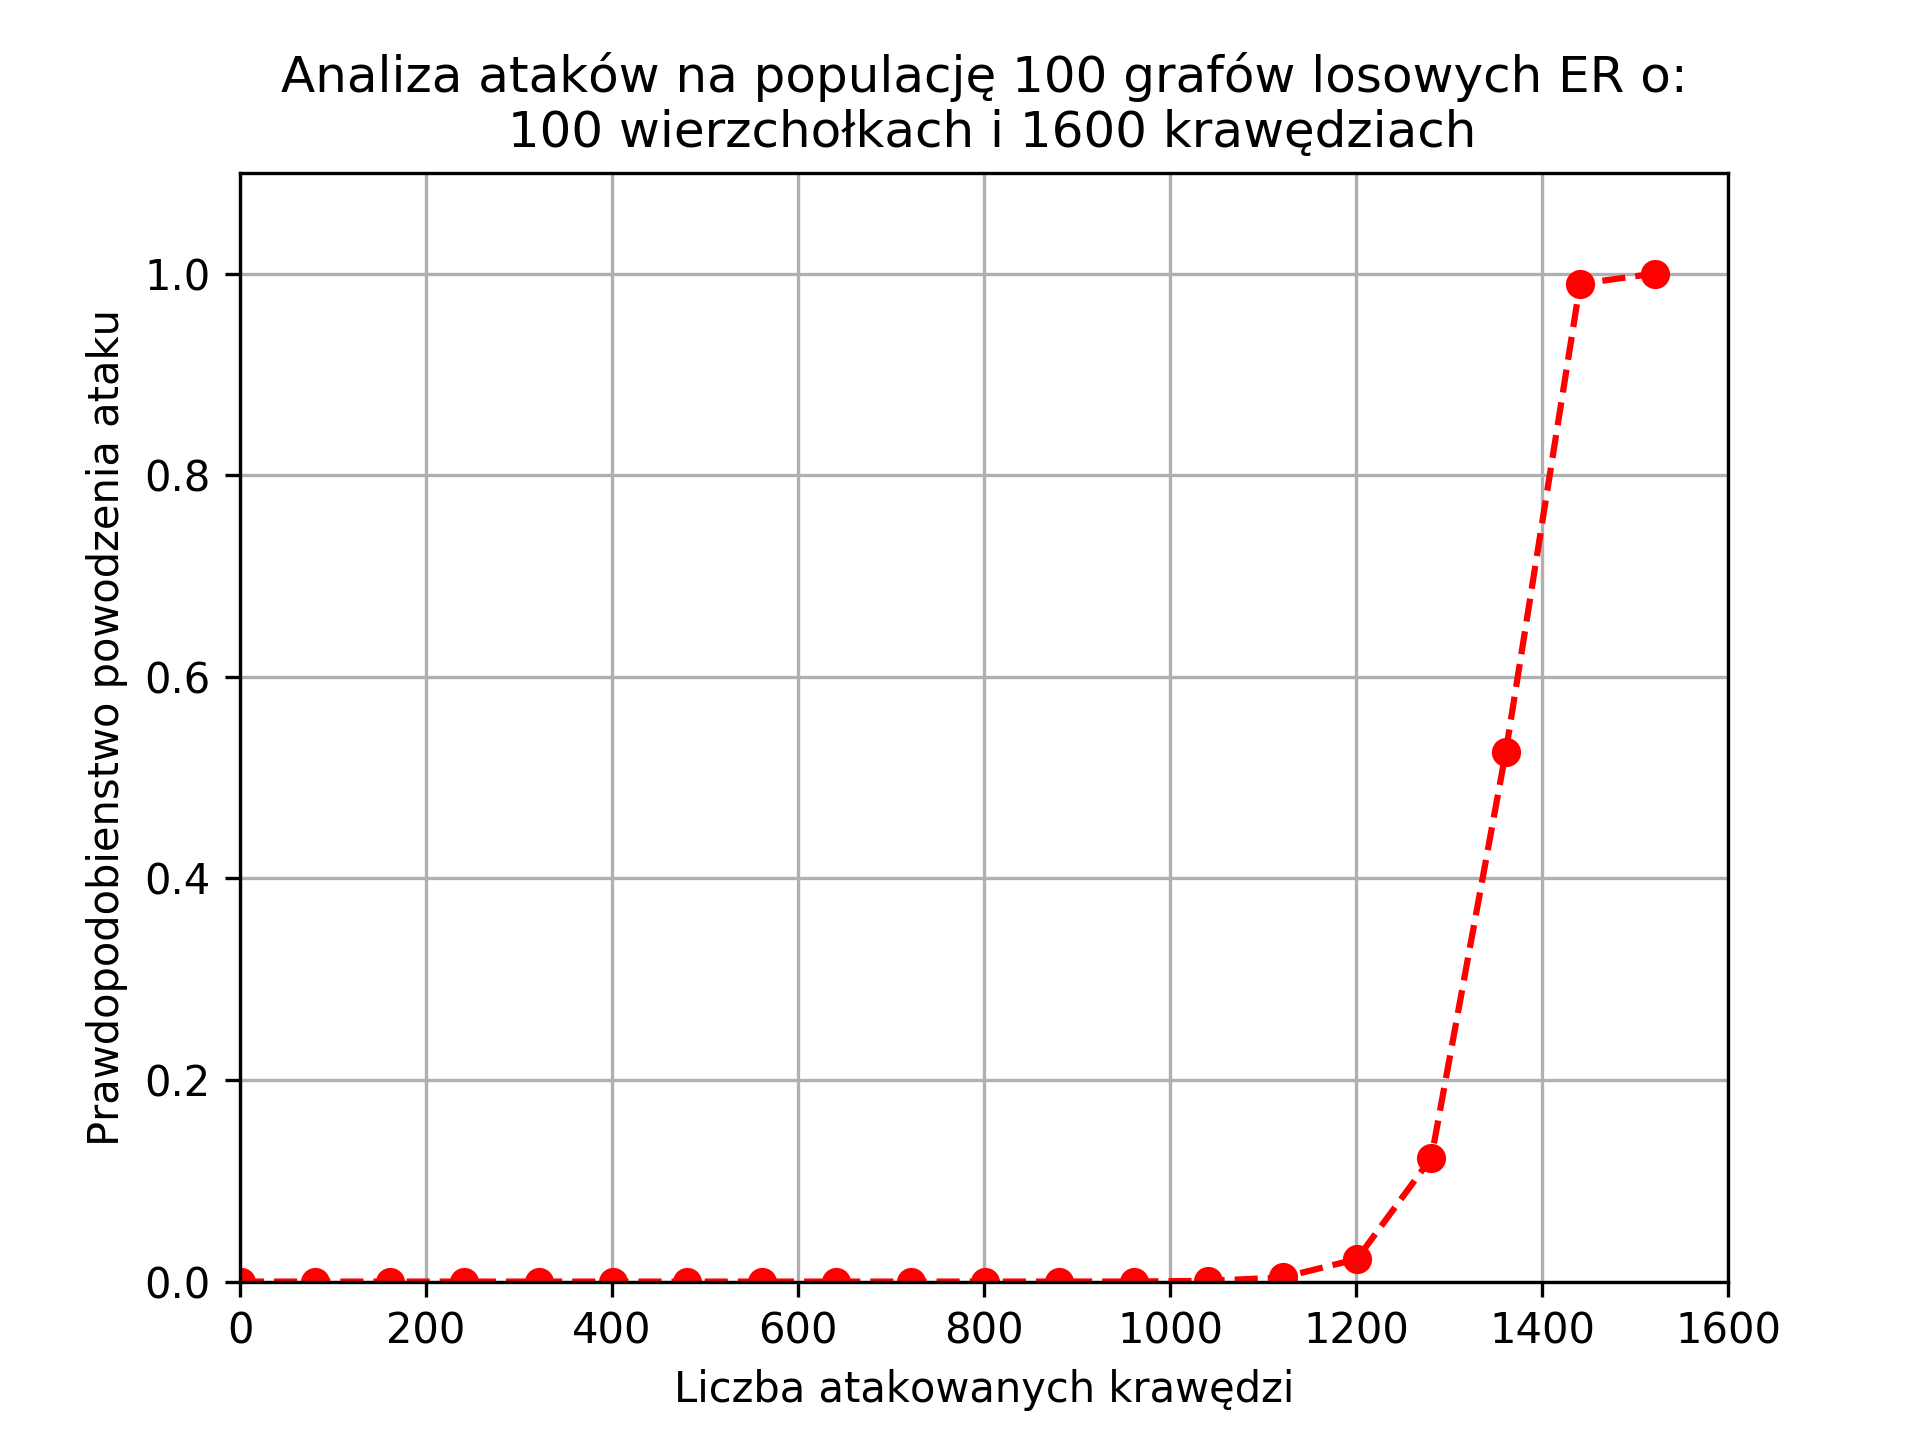 Analiza ataków na populację 100 grafów losowych ER o:
100 wierzchołkach i 1600 krawędziach
Prawdopodobienstwo powodzenia ataku
1.0
0.8
0.6
0.4
0.2
0.0
0 200 400 600 800 1000 1200 1400 1600
Liczba atakowanych krawędzi